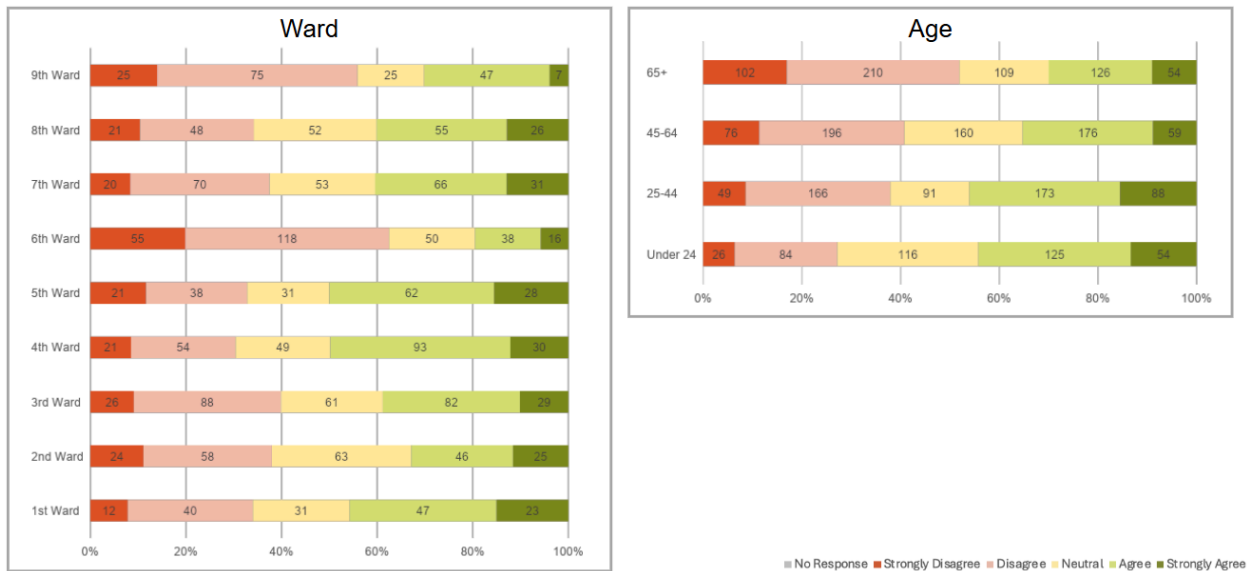 Ward
9th Ward 25 75 25 47 7
8th Ward 21 48 52 55 26
7th Ward 20 70 53 66 31
6th Ward 55 118 50 38 16
5th Ward 21 38 31 62 28
4th Ward 21 54 49 93 30
3rd Ward 26 88 61 82 29
2nd Ward 24 58 63 46 25
1st Ward 12 40 31 47 23
0% 20% 40% 60% 80% 100%
Age
65+ 102 210 109 126 54
45-64 76 196 160 176 59
25-44 49 166 91 173 88
Under 24 26 84 116 125 54
0% 20% 40% 60% 80% 100%
No Response Strongly Disagree Disagree Neutral Agree Strongly Agree